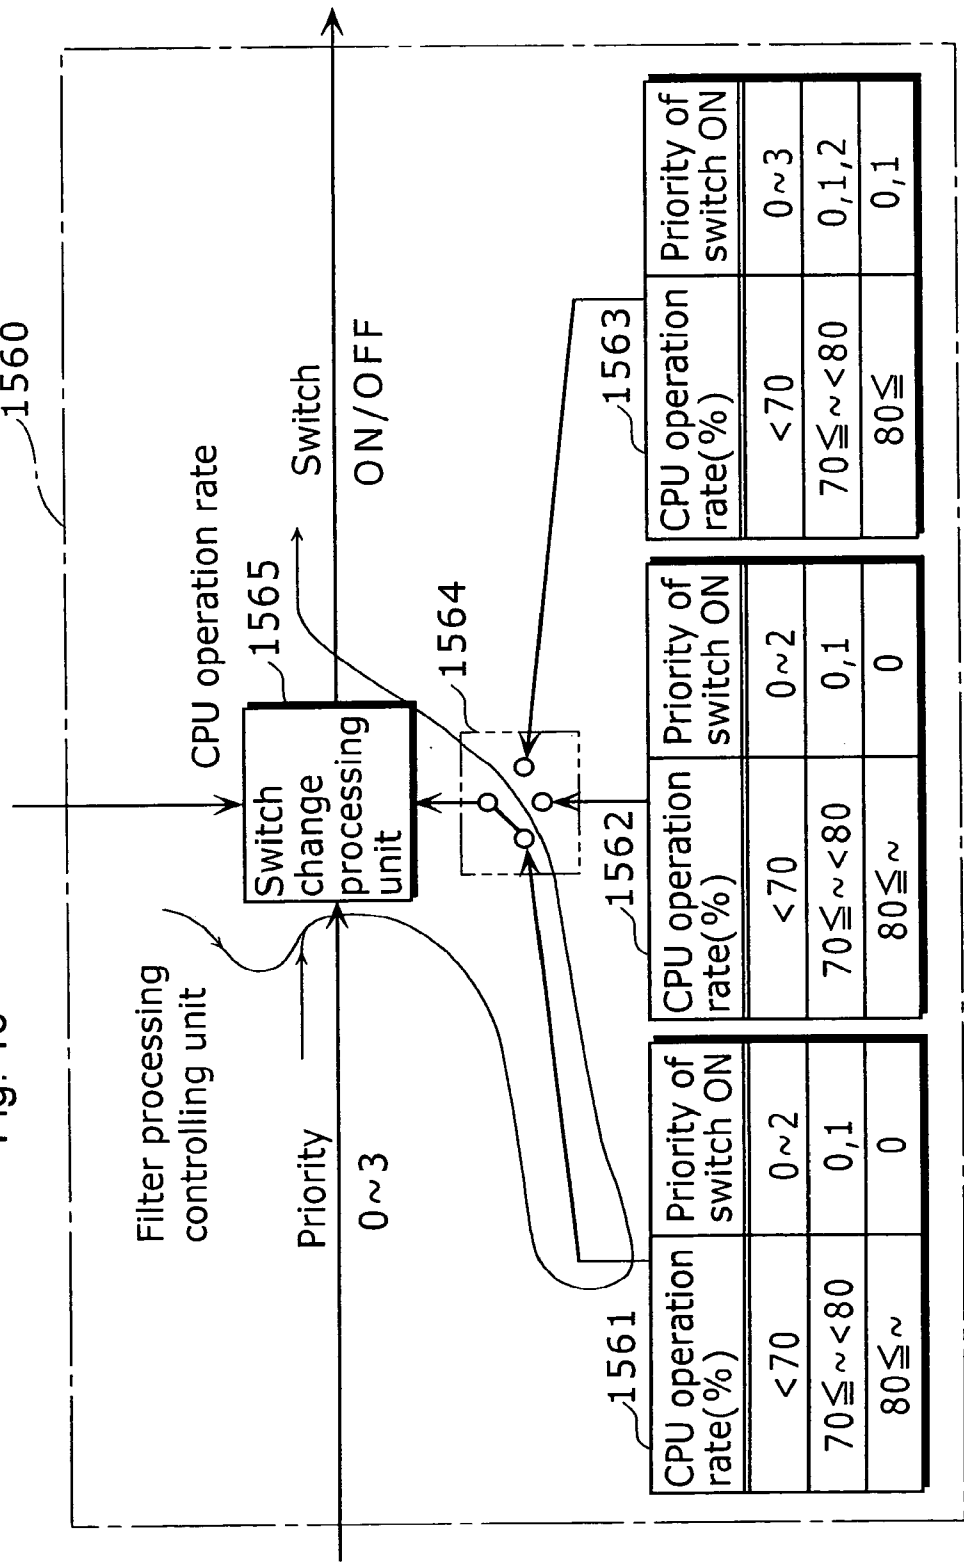 1560
CPU operation rate
Filter processing
controlling unit
1565
Switch
change
processing
unit
Priority
0~3
Switch
ON/OFF
1564
1561
CPU operation
rate(%)
Priority of
switch ON
<70
0~2
70≦~<80
0,1
80≦~
0
1562
CPU operation
rate(%)
Priority of
switch ON
<70
0~2
70≦~<80
0,1
80≦~
0
1563
CPU operation
rate(%)
Priority of
switch ON
<70
0~3
70≦~<80
0,1,2
80≦
0,1